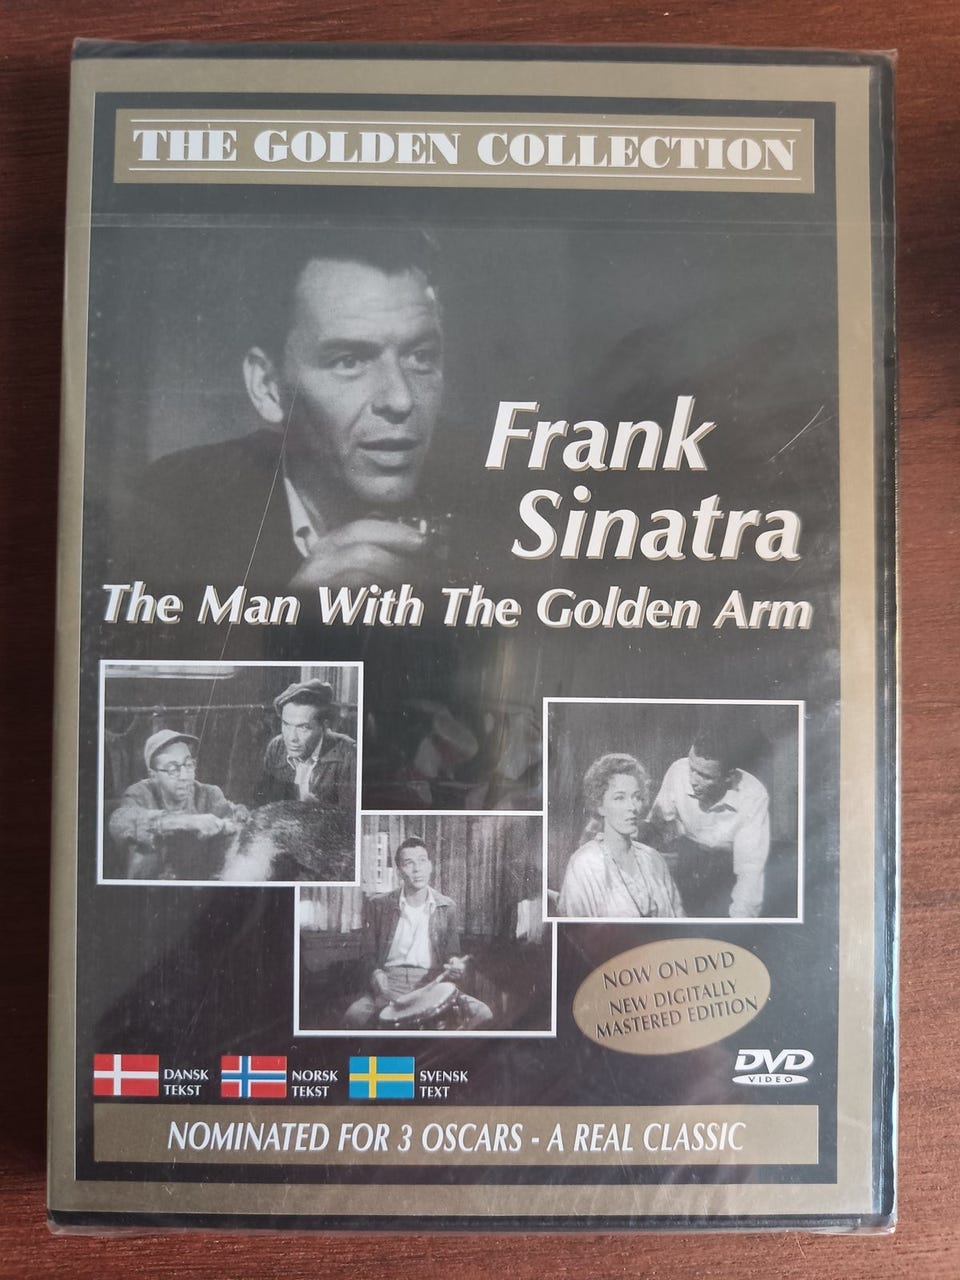 THE GOLDEN COLLECTION
Frank
Sinatra
The Man With The Golden Arm
NOW ON DVD
NEW DIGITALLY
MASTERED EDITION
DANSK
TEKST
NORSK
TEKST
SVENSK
TEXT
DVD
VIDEO
NOMINATED FOR 3 OSCARS - A REAL CLASSIC